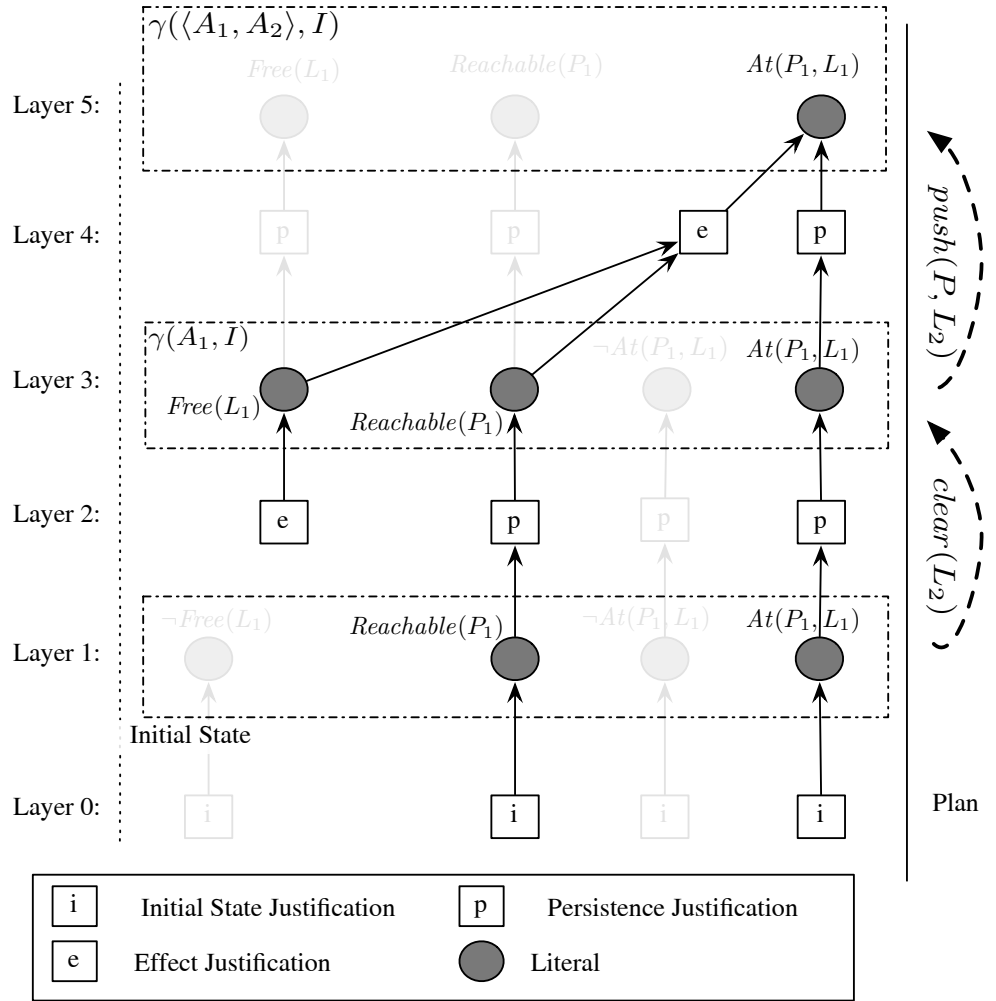 γ(⟨A₁, A₂⟩, I)
Free(L₁)
Reachable(P₁)
At(P₁, L₁)
Layer 5:
Layer 4:
p
p
e
p
push(P, L₂)
γ(A₁, I)
¬At(P₁, L₁)
At(P₁, L₁)
Layer 3:
Free(L₁)
Reachable(P₁)
Layer 2:
e
p
p
p
clear(L₂)
¬Free(L₁)
Reachable(P₁)
¬At(P₁, L₁)
At(P₁, L₁)
Layer 1:
Initial State
Layer 0:
i
i
i
i
Plan
i
Initial State Justification
p
Persistence Justification
e
Effect Justification
Literal